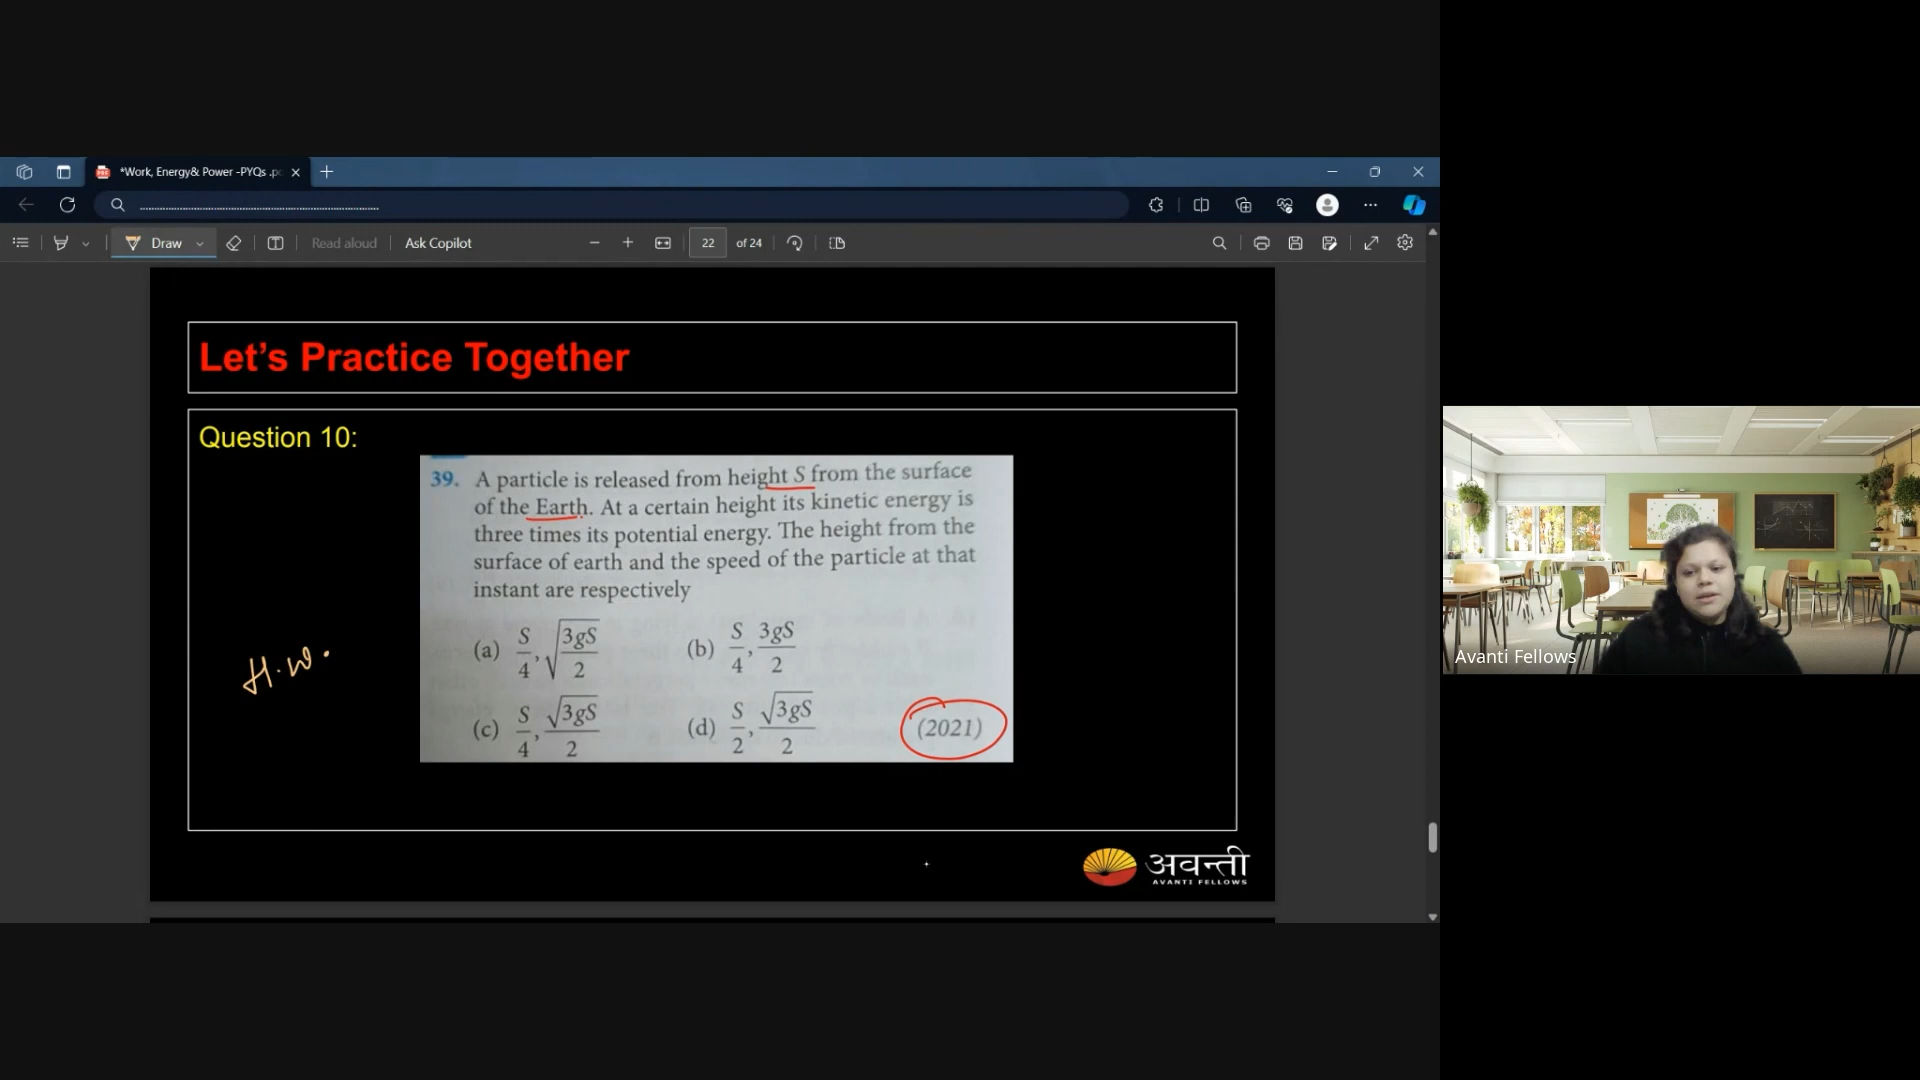 *Work, Energy& Power -PYQs .p
Draw
Read aloud
Ask Copilot
22
of 24
Let's Practice Together
Question 10:
39. A particle is released from height S from the surface
of the Earth. At a certain height its kinetic energy is
three times its potential energy. The height from the
surface of earth and the speed of the particle at that
instant are respectively
(a) S/4, √(3gS/2) (b) S/4, 3gS/2
(c) S/4, √(3gS)/2 (d) S/2, √(3gS)/2 (2021)
H.W.
अवन्ती
AVANTI FELLOWS
Avanti Fellows